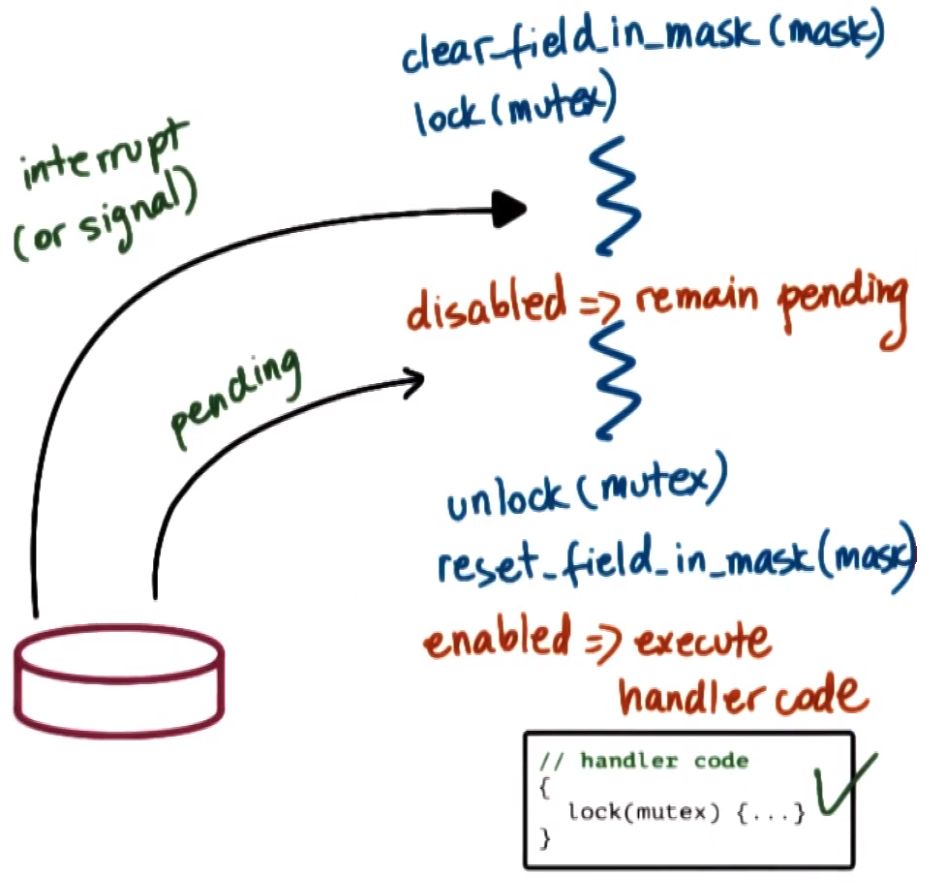 clear_field_in_mask (mask)
lock (mutex)
interrupt
(or signal)
disabled => remain pending
pending
unlock (mutex)
reset_field_in_mask (mask)
enabled => execute
handler code
// handler code
{
lock(mutex) {...}
}